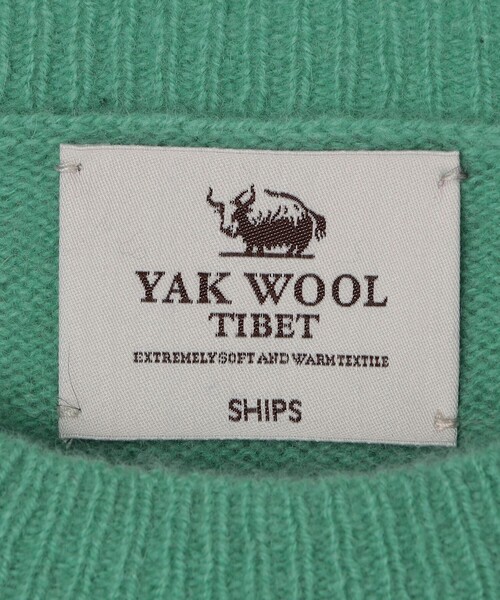 YAK WOOL
TIBET
EXTREMELY SOFT AND WARM TEXTILE
SHIPS